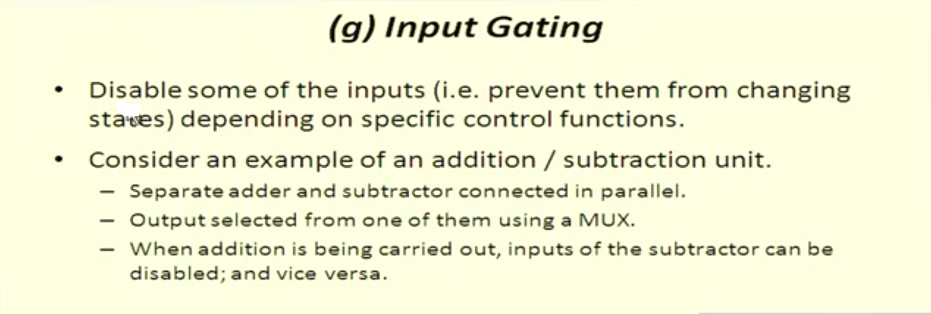 (g) Input Gating
• Disable some of the inputs (i.e. prevent them from changing
states) depending on specific control functions.
• Consider an example of an addition / subtraction unit.
– Separate adder and subtractor connected in parallel.
– Output selected from one of them using a MUX.
– When addition is being carried out, inputs of the subtractor can be
disabled; and vice versa.